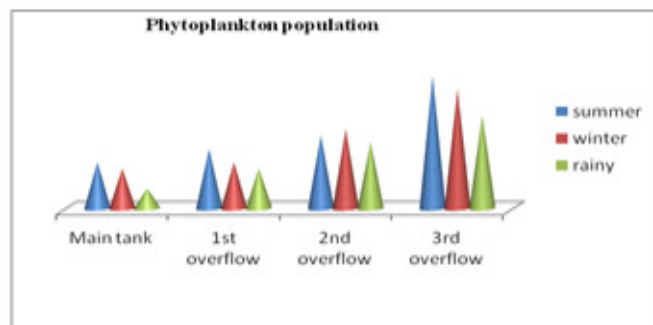 Phytoplankton population
summer
winter
rainy
Main tank
1st
overflow
2nd
overflow
3rd
overflow